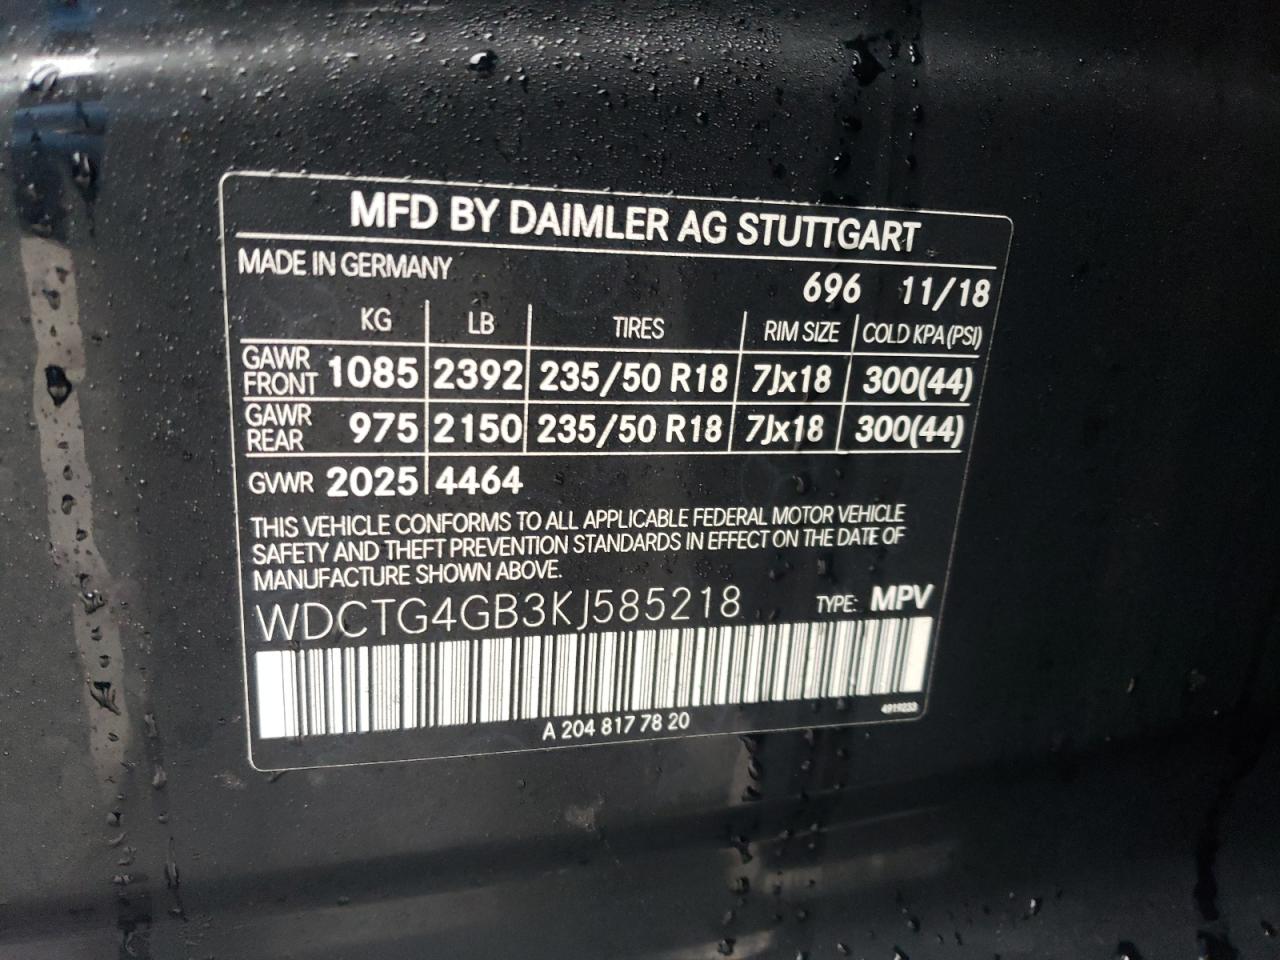 MFD BY DAIMLER AG STUTTGART
MADE IN GERMANY
696 11/18
KG LB TIRES RIM SIZE COLD KPA(PSI)
GAWR FRONT 1085 2392 235/50 R18 7Jx18 300(44)
GAWR REAR 975 2150 235/50 R18 7Jx18 300(44)
GVWR 2025 4464
THIS VEHICLE CONFORMS TO ALL APPLICABLE FEDERAL MOTOR VEHICLE
SAFETY AND THEFT PREVENTION STANDARDS IN EFFECT ON THE DATE OF
MANUFACTURE SHOWN ABOVE.
WDCTG4GB3KJ585218 TYPE: MPV
A 204 817 78 20
4919233